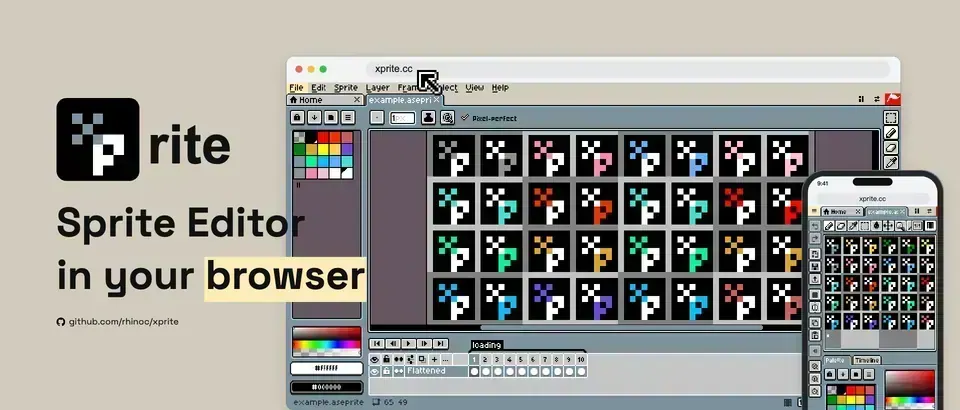 xprite.cc
File Edit Sprite Layer Frame Select View Help
Home
example.asepri
Pixel-perfect
rite
Sprite Editor
in your browser
github.com/rhinoc/xprite
loading
1 2 3 4 5 6 7 8 9 10
Flattened
#FFFFFF
#000000
example.aseprite 65 49
9:41
xprite.cc
Home
example.a
Palette Timeline